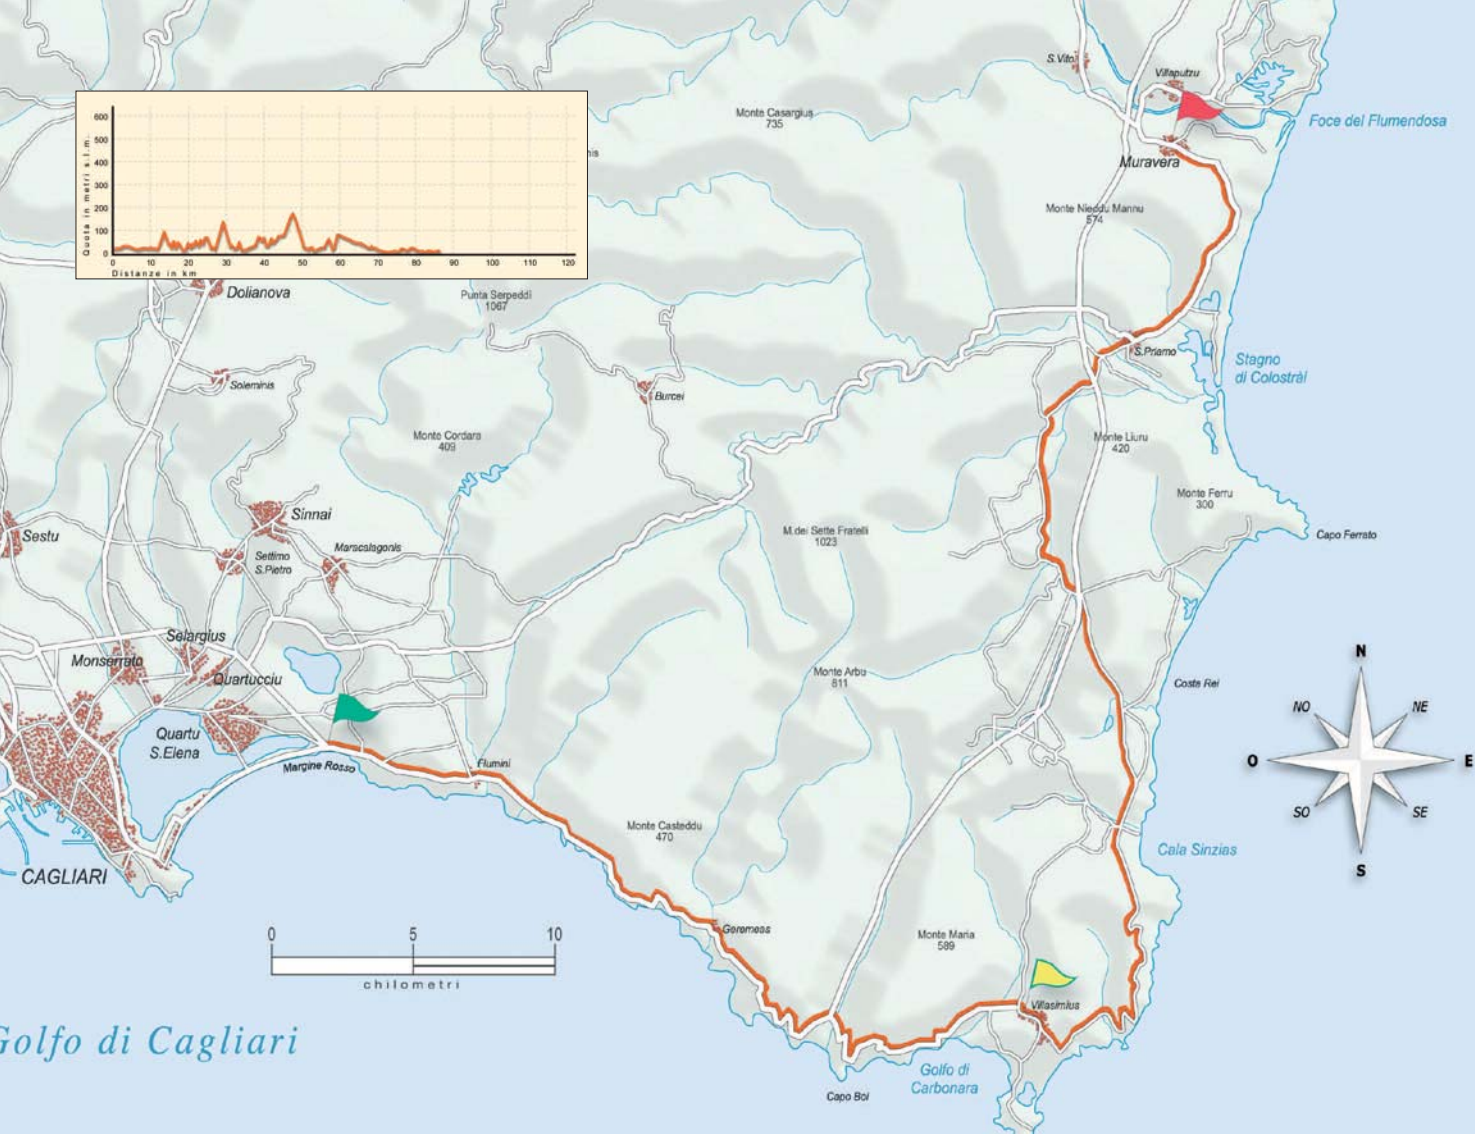 S.Vito
Villaputzu
Foce del Flumendosa
Monte Casargius
735
Muravera
Monte Nieddu Mannu
574
600
500
400
300
200
100
0
Quota in metri s.l.m.
0 10 20 30 40 50 60 70 80 90 100 110 120
Distanze in km
nis
Dolianova
Punta Serpeddi
1067
S.Priamo
Stagno
di Colostrài
Soleminis
Burcei
Monte Cordara
409
Monte Liuru
420
Monte Ferru
300
Sinnai
Sestu
M.dei Sette Fratelli
1023
Capo Ferrato
Settimo
S.Pietro
Maracalagonis
Selargius
Monserrato
Quartucciu
Monte Arbu
811
Costa Rei
N
NO
NE
O
E
SO
SE
S
Quartu
S.Elena
Margine Rosso
Flumini
Monte Casteddu
470
Cala Sinzias
CAGLIARI
Geremeas
Monte Maria
589
0 5 10
chilometri
Villasimius
Golfo di Cagliari
Golfo di
Carbonara
Capo Boi